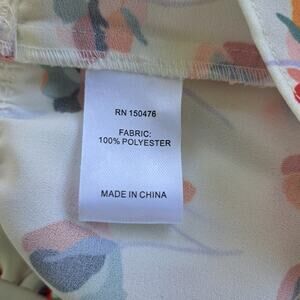 RN 150476
FABRIC:
100% POLYESTER
MADE IN CHINA